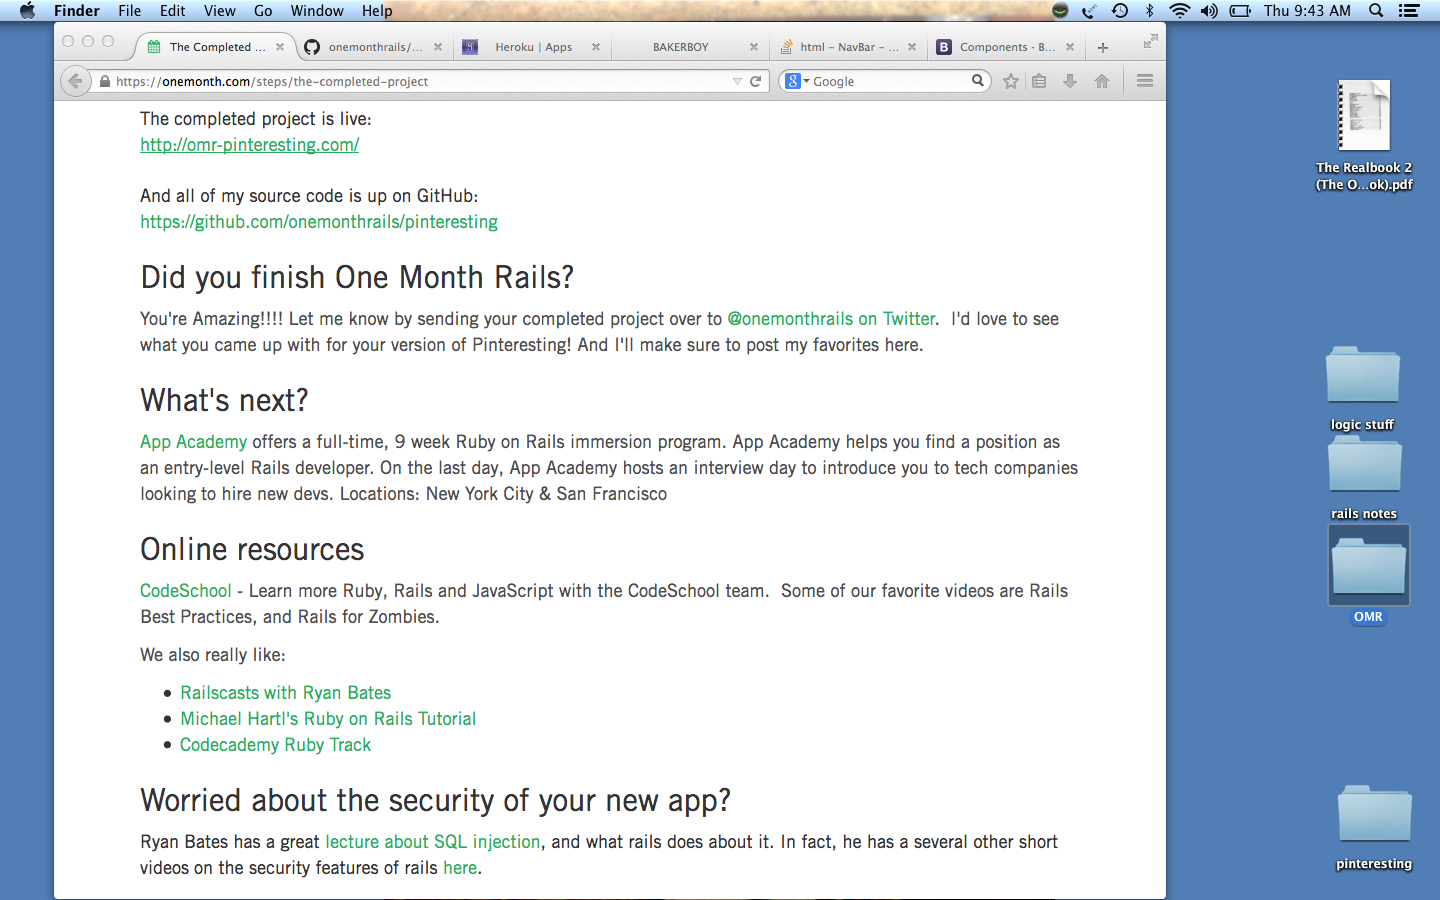 Finder File Edit View Go Window Help Thu 9:43 AM
The Completed ... onemonthrails/... Heroku | Apps BAKERBOY html - NavBar - ... Components · B...
https://onemonth.com/steps/the-completed-project Google
The completed project is live:
http://omr-pinteresting.com/
And all of my source code is up on GitHub:
https://github.com/onemonthrails/pinteresting
Did you finish One Month Rails?
You're Amazing!!!! Let me know by sending your completed project over to @onemonthrails on Twitter. I'd love to see
what you came up with for your version of Pinteresting! And I'll make sure to post my favorites here.
What's next?
App Academy offers a full-time, 9 week Ruby on Rails immersion program. App Academy helps you find a position as
an entry-level Rails developer. On the last day, App Academy hosts an interview day to introduce you to tech companies
looking to hire new devs. Locations: New York City & San Francisco
Online resources
CodeSchool - Learn more Ruby, Rails and JavaScript with the CodeSchool team. Some of our favorite videos are Rails
Best Practices, and Rails for Zombies.
We also really like:
• Railscasts with Ryan Bates
• Michael Hartl's Ruby on Rails Tutorial
• Codecademy Ruby Track
Worried about the security of your new app?
Ryan Bates has a great lecture about SQL injection, and what rails does about it. In fact, he has a several other short
videos on the security features of rails here.
The Realbook 2
(The O...ok).pdf
logic stuff
rails notes
OMR
pinteresting